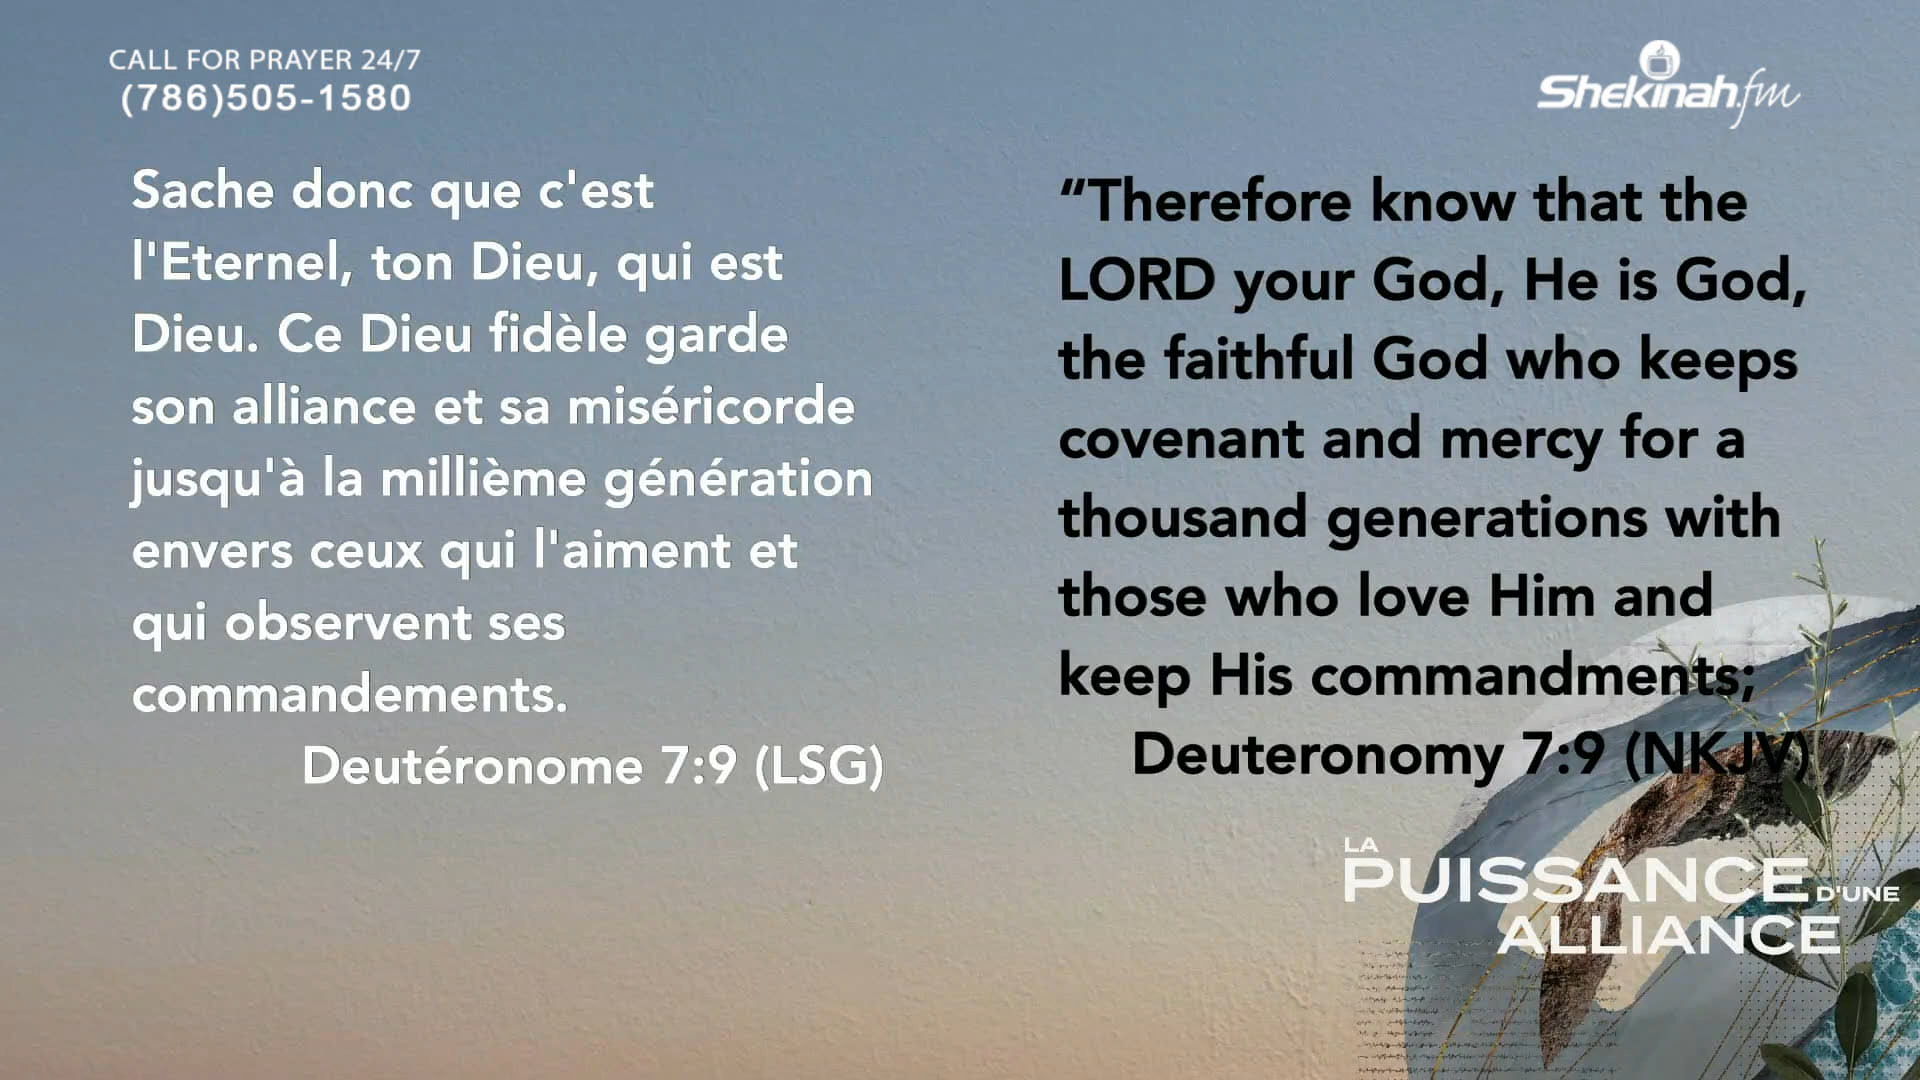 CALL FOR PRAYER 24/7
(786)505-1580
Shekinah.fm
Sache donc que c'est
l'Eternel, ton Dieu, qui est
Dieu. Ce Dieu fidèle garde
son alliance et sa miséricorde
jusqu'à la millième génération
envers ceux qui l'aiment et
qui observent ses
commandements.
Deutéronome 7:9 (LSG)
“Therefore know that the
LORD your God, He is God,
the faithful God who keeps
covenant and mercy for a
thousand generations with
those who love Him and
keep His commandments;
Deuteronomy 7:9 (NKJV)
LA
PUISSANCE D'UNE
ALLIANCE